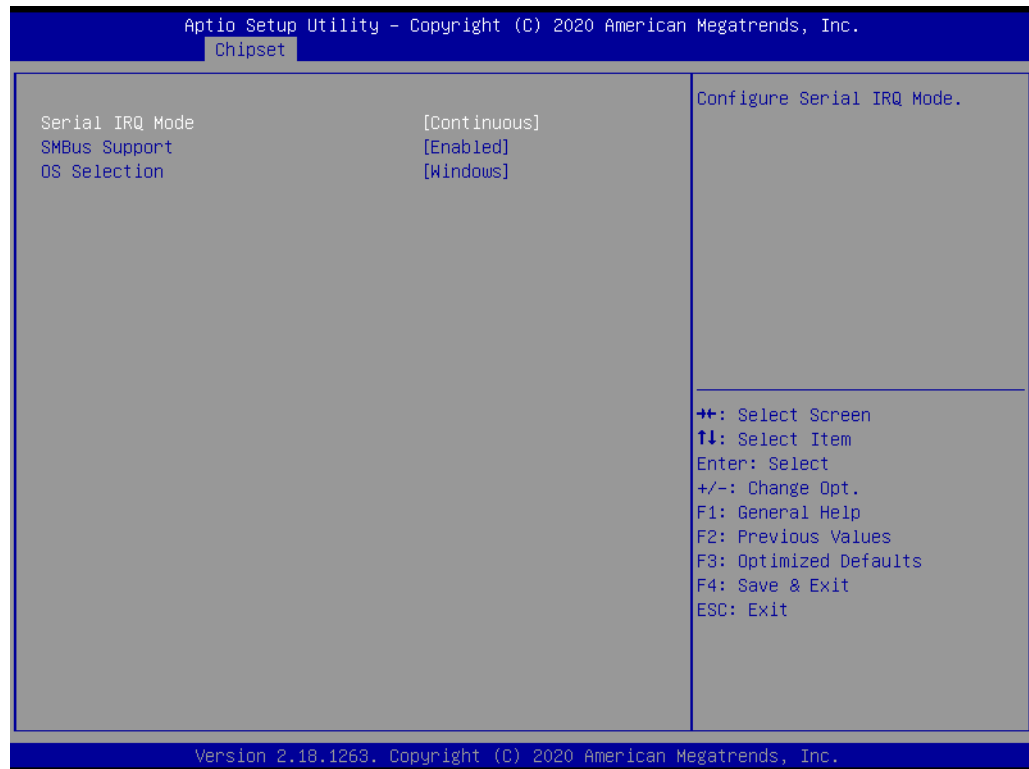 Aptio Setup Utility – Copyright (C) 2020 American Megatrends, Inc.
Chipset
Serial IRQ Mode [Continuous]
SMBus Support [Enabled]
OS Selection [Windows]
Configure Serial IRQ Mode.
→←: Select Screen
↑↓: Select Item
Enter: Select
+/-: Change Opt.
F1: General Help
F2: Previous Values
F3: Optimized Defaults
F4: Save & Exit
ESC: Exit
Version 2.18.1263. Copyright (C) 2020 American Megatrends, Inc.